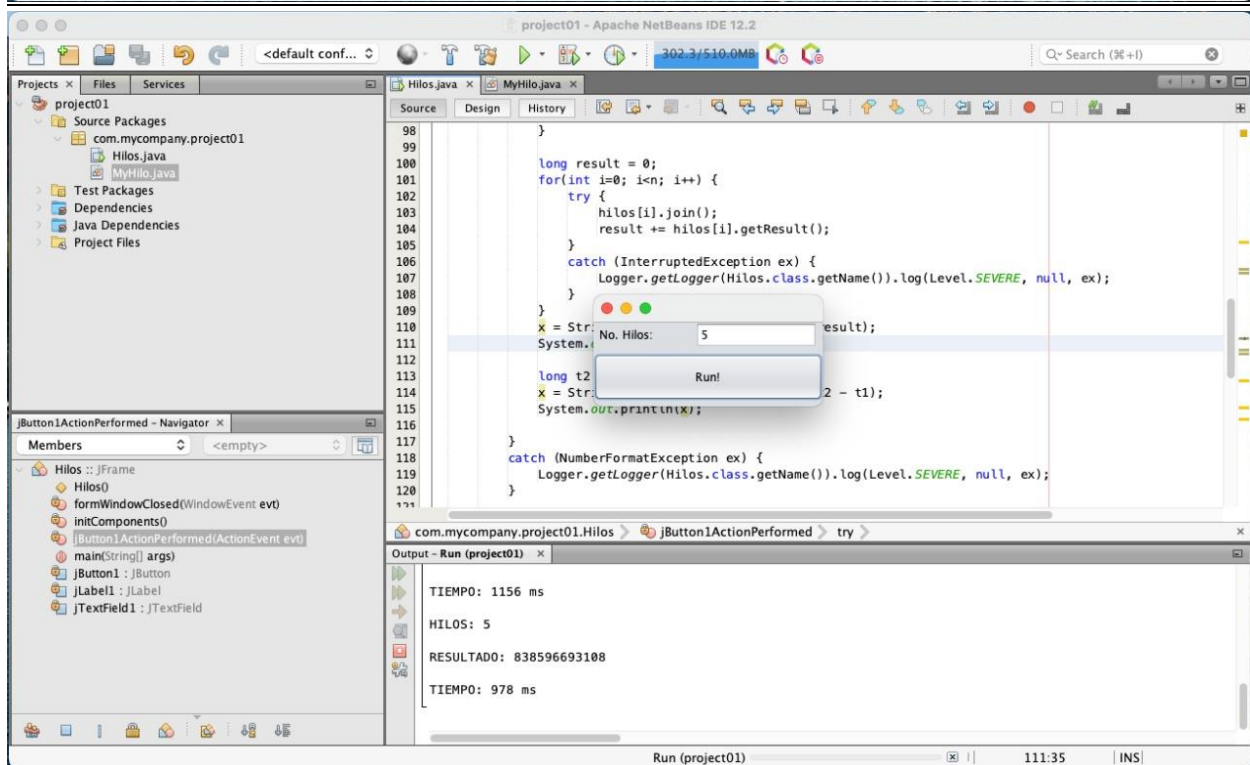 project01 - Apache NetBeans IDE 12.2
<default conf...
302.3/510.0MB
Search (⌘+I)
Projects Files Services
project01
Source Packages
com.mycompany.project01
Hilos.java
MyHilo.java
Test Packages
Dependencies
Java Dependencies
Project Files
jButton1ActionPerformed - Navigator
Members
<empty>
Hilos :: JFrame
Hilos()
formWindowClosed(WindowEvent evt)
initComponents()
jButton1ActionPerformed(ActionEvent evt)
main(String[] args)
jButton1 : JButton
jLabel1 : JLabel
jTextField1 : JTextField
Hilos.java MyHilo.java
Source Design History
98 }
99
100 long result = 0;
101 for(int i=0; i<n; i++) {
102 try {
103 hilos[i].join();
104 result += hilos[i].getResult();
105 }
106 catch (InterruptedException ex) {
107 Logger.getLogger(Hilos.class.getName()).log(Level.SEVERE, null, ex);
108 }
109 }
110 x = Str esult);
111 System.
112
113 long t2
114 x = Str 2 - t1);
115 System.out.println(x);
116
117 }
118 catch (NumberFormatException ex) {
119 Logger.getLogger(Hilos.class.getName()).log(Level.SEVERE, null, ex);
120 }
121
No. Hilos: 5
Run!
com.mycompany.project01.Hilos jButton1ActionPerformed try
Output - Run (project01)
TIEMPO: 1156 ms
HILOS: 5
RESULTADO: 838596693108
TIEMPO: 978 ms
Run (project01) 111:35 INS